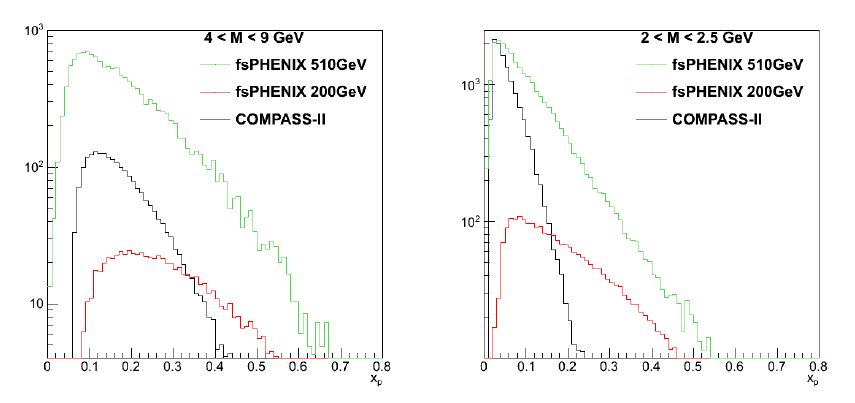 4 < M < 9 GeV
fsPHENIX 510GeV
fsPHENIX 200GeV
COMPASS-II
10³
10²
10
0 0.1 0.2 0.3 0.4 0.5 0.6 0.7 0.8
xₚ
2 < M < 2.5 GeV
fsPHENIX 510GeV
fsPHENIX 200GeV
COMPASS-II
10³
10²
0 0.1 0.2 0.3 0.4 0.5 0.6 0.7 0.8
xₚ